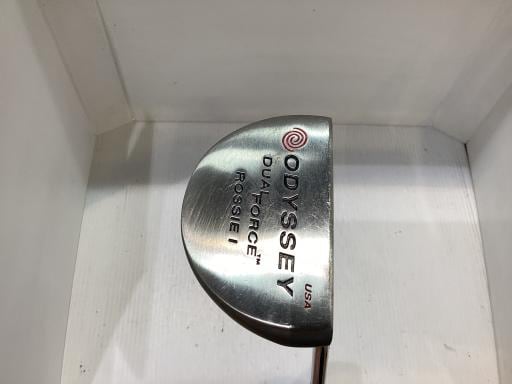 ODYSSEY
DUAL FORCE™
ROSSIE I
USA